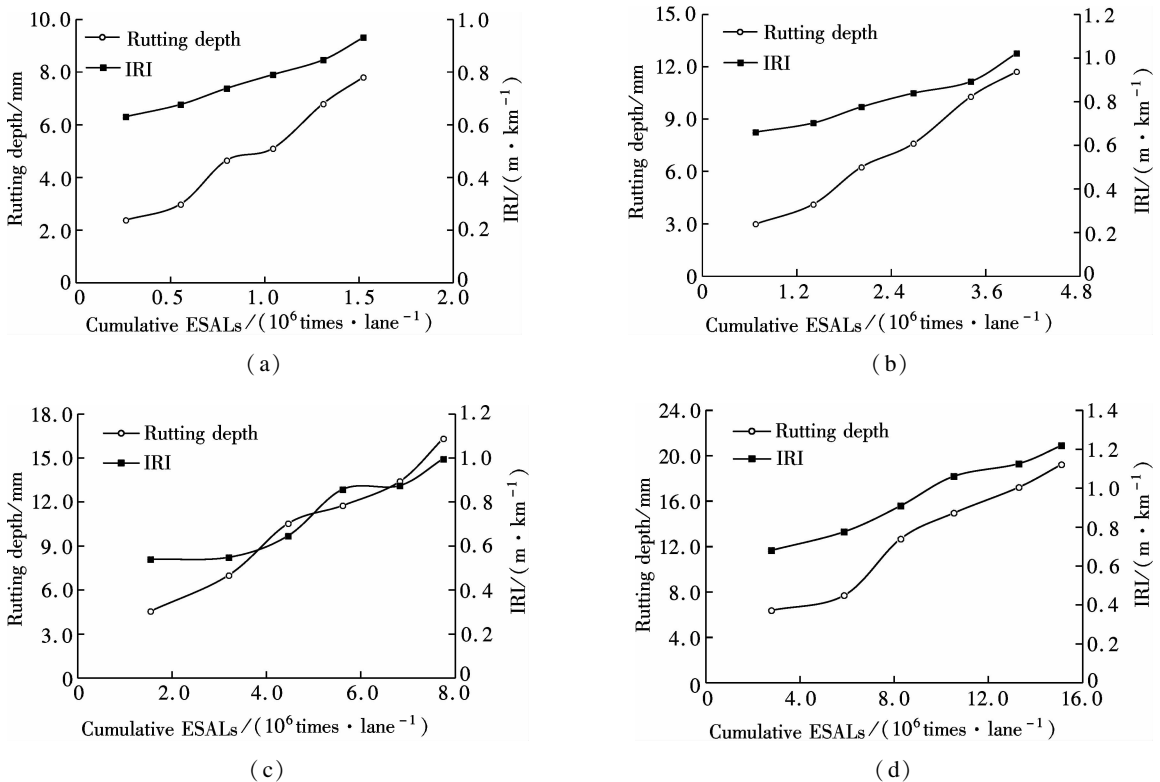 10.0
8.0
6.0
4.0
2.0
0
Rutting depth/mm
Rutting depth
IRI
1.0
0.8
0.6
0.4
0.2
0
IRI/(m·km⁻¹)
0 0.5 1.0 1.5 2.0
Cumulative ESALs/(10⁶times·lane⁻¹)
(a)
15.0
12.0
9.0
6.0
3.0
0
Rutting depth/mm
Rutting depth
IRI
1.2
1.0
0.8
0.6
0.4
0.2
0
IRI/(m·km⁻¹)
0 1.2 2.4 3.6 4.8
Cumulative ESALs/(10⁶times·lane⁻¹)
(b)
18.0
15.0
12.0
9.0
6.0
3.0
0
Rutting depth/mm
Rutting depth
IRI
1.2
1.0
0.8
0.6
0.4
0.2
0
IRI/(m·km⁻¹)
2.0 4.0 6.0 8.0
Cumulative ESALs/(10⁶times·lane⁻¹)
(c)
24.0
20.0
16.0
12.0
8.0
4.0
0
Rutting depth/mm
Rutting depth
IRI
1.4
1.2
1.0
0.8
0.6
0.4
0.2
0
IRI/(m·km⁻¹)
0 4.0 8.0 12.0 16.0
Cumulative ESALs/(10⁶times·lane⁻¹)
(d)